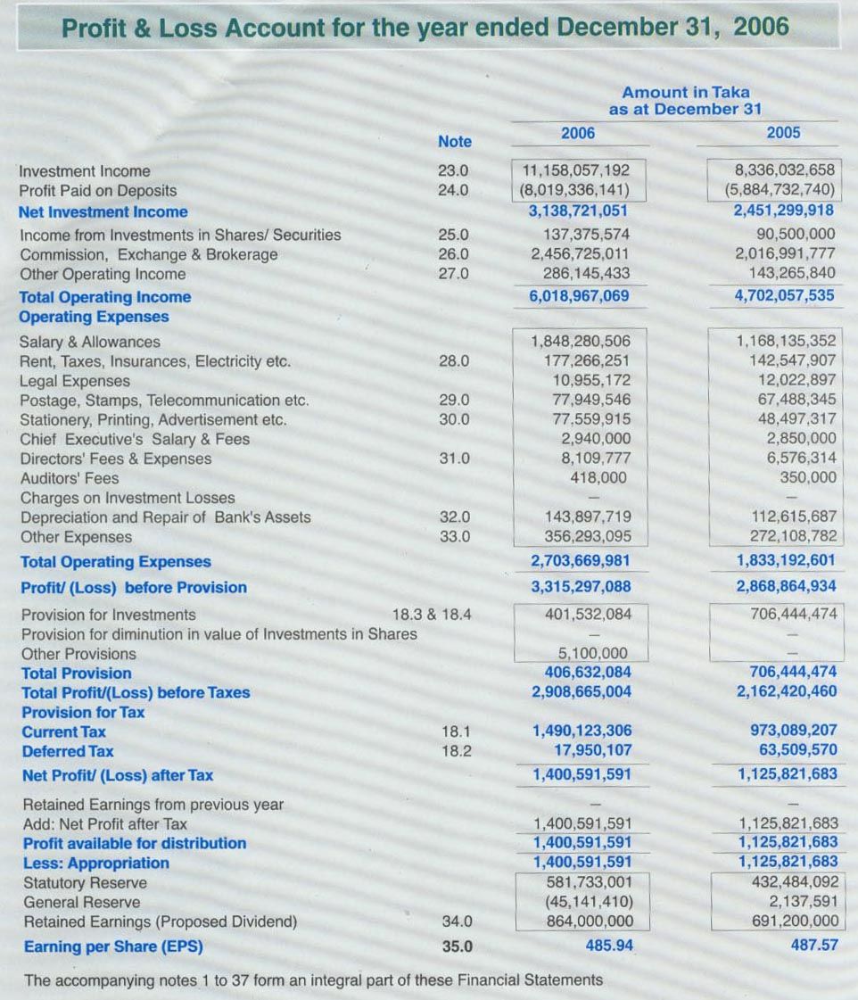 Profit & Loss Account for the year ended December 31, 2006
Amount in Taka
as at December 31
Note 2006 2005
Investment Income 23.0 11,158,057,192 8,336,032,658
Profit Paid on Deposits 24.0 (8,019,336,141) (5,884,732,740)
Net Investment Income 3,138,721,051 2,451,299,918
Income from Investments in Shares/ Securities 25.0 137,375,574 90,500,000
Commission, Exchange & Brokerage 26.0 2,456,725,011 2,016,991,777
Other Operating Income 27.0 286,145,433 143,265,840
Total Operating Income 6,018,967,069 4,702,057,535
Operating Expenses
Salary & Allowances 1,848,280,506 1,168,135,352
Rent, Taxes, Insurances, Electricity etc. 28.0 177,266,251 142,547,907
Legal Expenses 10,955,172 12,022,897
Postage, Stamps, Telecommunication etc. 29.0 77,949,546 67,488,345
Stationery, Printing, Advertisement etc. 30.0 77,559,915 48,497,317
Chief Executive's Salary & Fees 2,940,000 2,850,000
Directors' Fees & Expenses 31.0 8,109,777 6,576,314
Auditors' Fees 418,000 350,000
Charges on Investment Losses – –
Depreciation and Repair of Bank's Assets 32.0 143,897,719 112,615,687
Other Expenses 33.0 356,293,095 272,108,782
Total Operating Expenses 2,703,669,981 1,833,192,601
Profit/ (Loss) before Provision 3,315,297,088 2,868,864,934
Provision for Investments 18.3 & 18.4 401,532,084 706,444,474
Provision for diminution in value of Investments in Shares – –
Other Provisions 5,100,000 –
Total Provision 406,632,084 706,444,474
Total Profit/(Loss) before Taxes 2,908,665,004 2,162,420,460
Provision for Tax
Current Tax 18.1 1,490,123,306 973,089,207
Deferred Tax 18.2 17,950,107 63,509,570
Net Profit/ (Loss) after Tax 1,400,591,591 1,125,821,683
Retained Earnings from previous year – –
Add: Net Profit after Tax 1,400,591,591 1,125,821,683
Profit available for distribution 1,400,591,591 1,125,821,683
Less: Appropriation 1,400,591,591 1,125,821,683
Statutory Reserve 581,733,001 432,484,092
General Reserve (45,141,410) 2,137,591
Retained Earnings (Proposed Dividend) 34.0 864,000,000 691,200,000
Earning per Share (EPS) 35.0 485.94 487.57
The accompanying notes 1 to 37 form an integral part of these Financial Statements